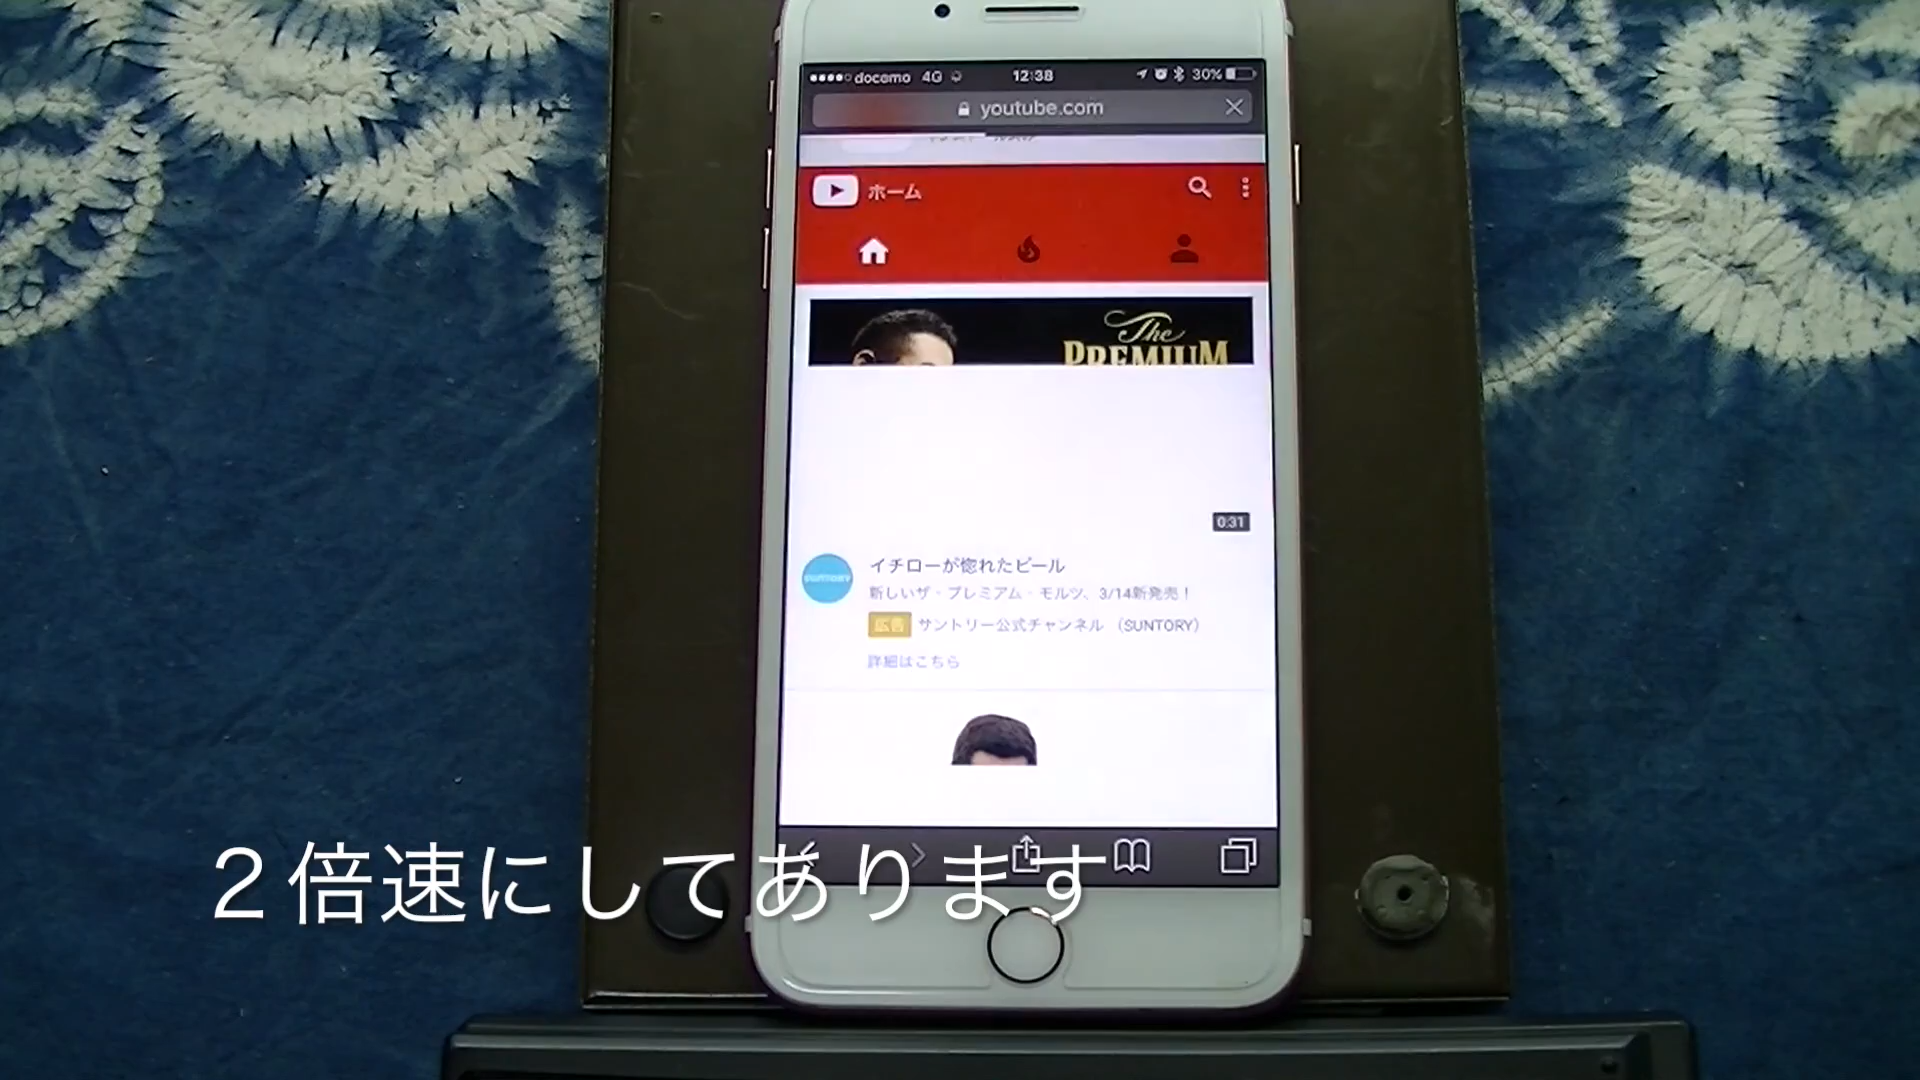 docomo 4G 12:38 30%
youtube.com
ホーム
The
PREMIUM
0:31
SUNTORY
イチローが惚れたビール
新しいザ・プレミアム・モルツ、3/14新発売！
広告 サントリー公式チャンネル （SUNTORY）
詳細はこちら
２倍速にしてあります